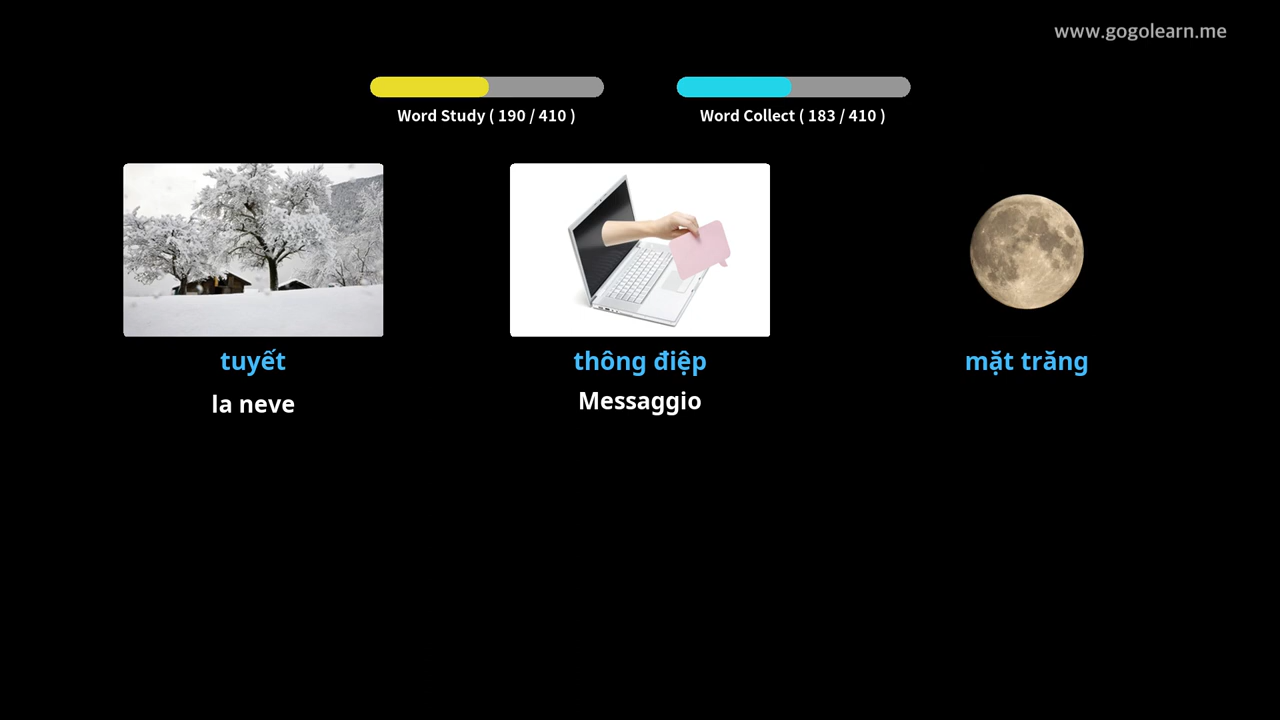 www.gogolearn.me
Word Study ( 190 / 410 )
Word Collect ( 183 / 410 )
tuyết
la neve
thông điệp
Messaggio
mặt trăng